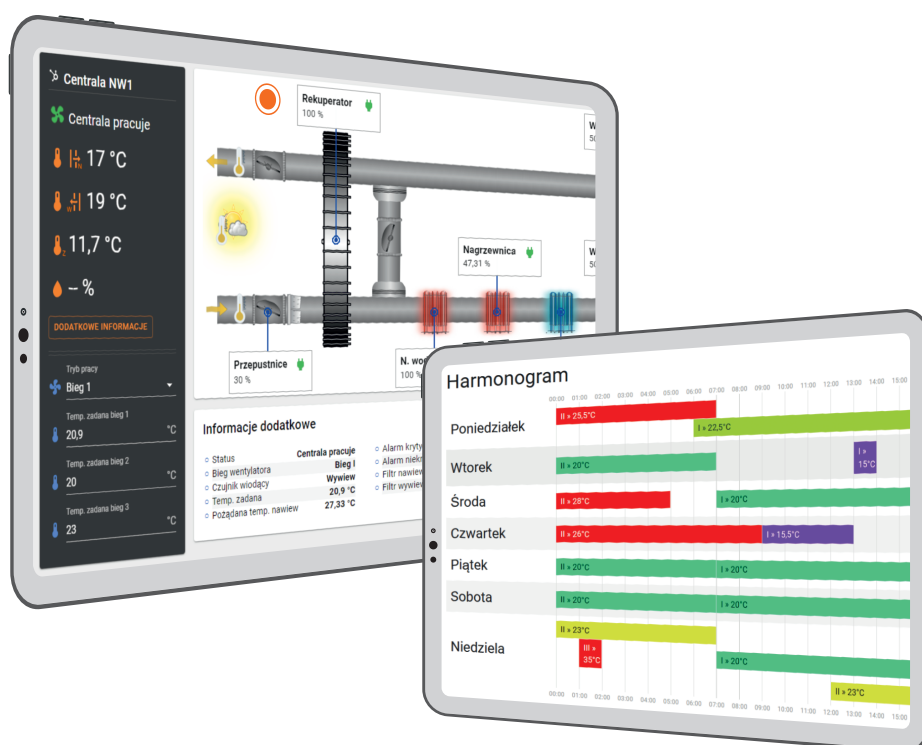 Centrala NW1
Centrala pracuje
17 °C
19 °C
11,7 °C
-- %
DODATKOWE INFORMACJE
Tryb pracy
Bieg 1
Temp. zadana bieg 1
20,9 °C
Temp. zadana bieg 2
20 °C
Temp. zadana bieg 3
23 °C
Rekuperator
100 %
Nagrzewnica
47,31 %
Przepustnice
30 %
100 %
Informacje dodatkowe
Status Centrala pracuje
Bieg wentylatora Bieg I
Czujnik wiodący Wywiew
Temp. zadana 20,9 °C
Pożądana temp. nawiew 27,33 °C
Alarm
Alarm
Filtr
Filtr
Harmonogram
00:00 01:00 02:00 03:00 04:00 05:00 06:00 07:00 08:00 09:00 10:00 11:00 12:00 13:00 14:00 15:00
Poniedziałek
II » 25,5°C
I » 22,5°C
Wtorek
II » 20°C
I »
15°C
Środa
II » 28°C
I » 20°C
Czwartek
II » 26°C
I » 15,5°C
Piątek
II » 20°C
I » 20°C
Sobota
II » 20°C
I » 20°C
Niedziela
II » 23°C
III »
35°C
I » 20°C
II » 23°C
00:00 01:00 02:00 03:00 04:00 05:00 06:00 07:00 08:00 09:00 10:00 11:00 12:00 13:00 14:00 15:00